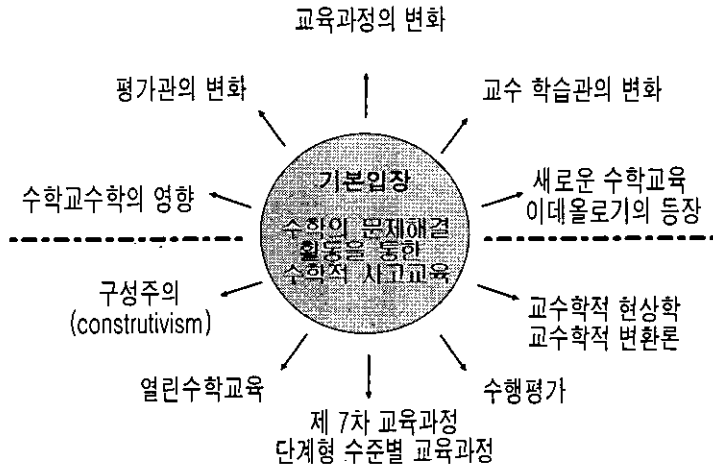 교육과정의 변화
평가관의 변화
교수 학습관의 변화
기본입장
수학교수학의 영향
새로운 수학교육
이데올로기의 등장
수학의 문제해결
활동을 통한
수학적 사고교육
구성주의
(construtivism)
교수학적 현상학
교수학적 변환론
열린수학교육
수행평가
제 7차 교육과정
단계형 수준별 교육과정